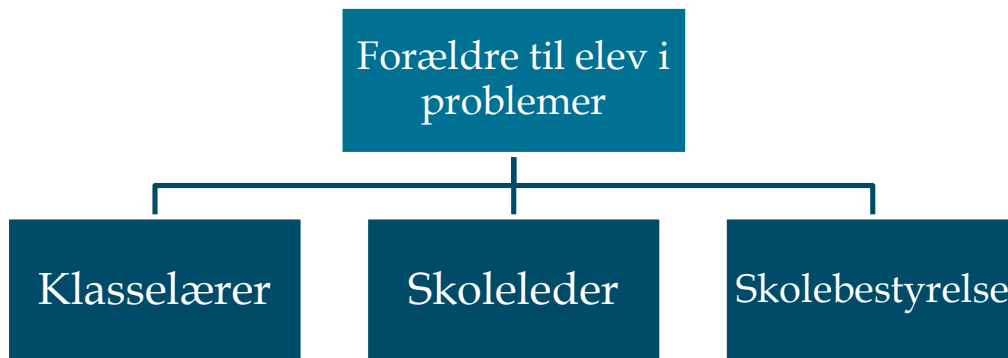 Forældre til elev i
problemer
Klasselærer
Skoleleder
Skolebestyrelse